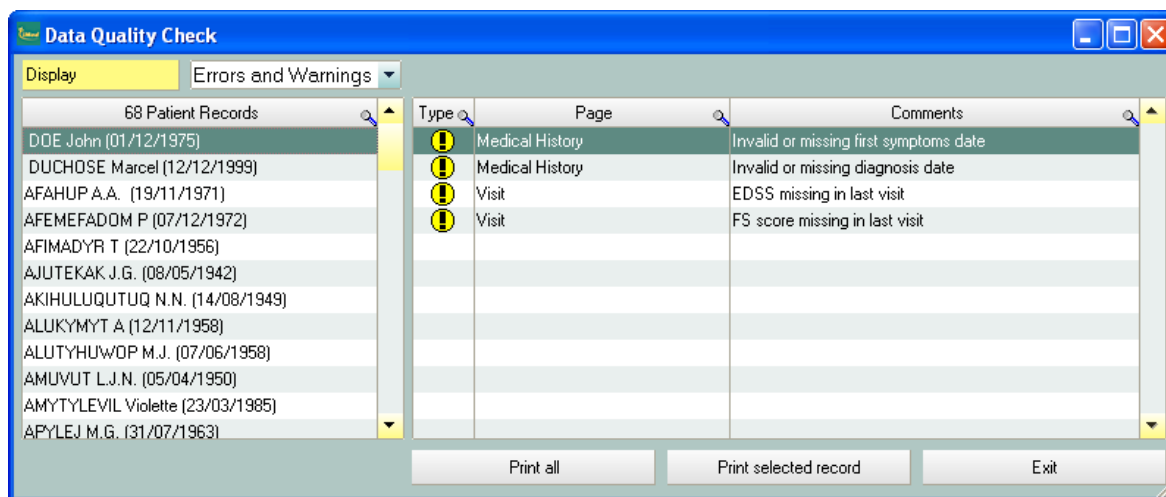 Data Quality Check
Display Errors and Warnings
68 Patient Records
DOE John (01/12/1975)
DUCHOSE Marcel (12/12/1999)
AFAHUP A.A. (19/11/1971)
AFEMEFADOM P (07/12/1972)
AFIMADYR T (22/10/1956)
AJUTEKAK J.G. (08/05/1942)
AKIHULUQUTUQ N.N. (14/08/1949)
ALUKYMYT A (12/11/1958)
ALUTYHUWOP M.J. (07/06/1958)
AMUVUT L.J.N. (05/04/1950)
AMYTYLEVIL Violette (23/03/1985)
APYLEJ M.G. (31/07/1963)
Type Page Comments
Medical History Invalid or missing first symptoms date
Medical History Invalid or missing diagnosis date
Visit EDSS missing in last visit
Visit FS score missing in last visit
Print all Print selected record Exit